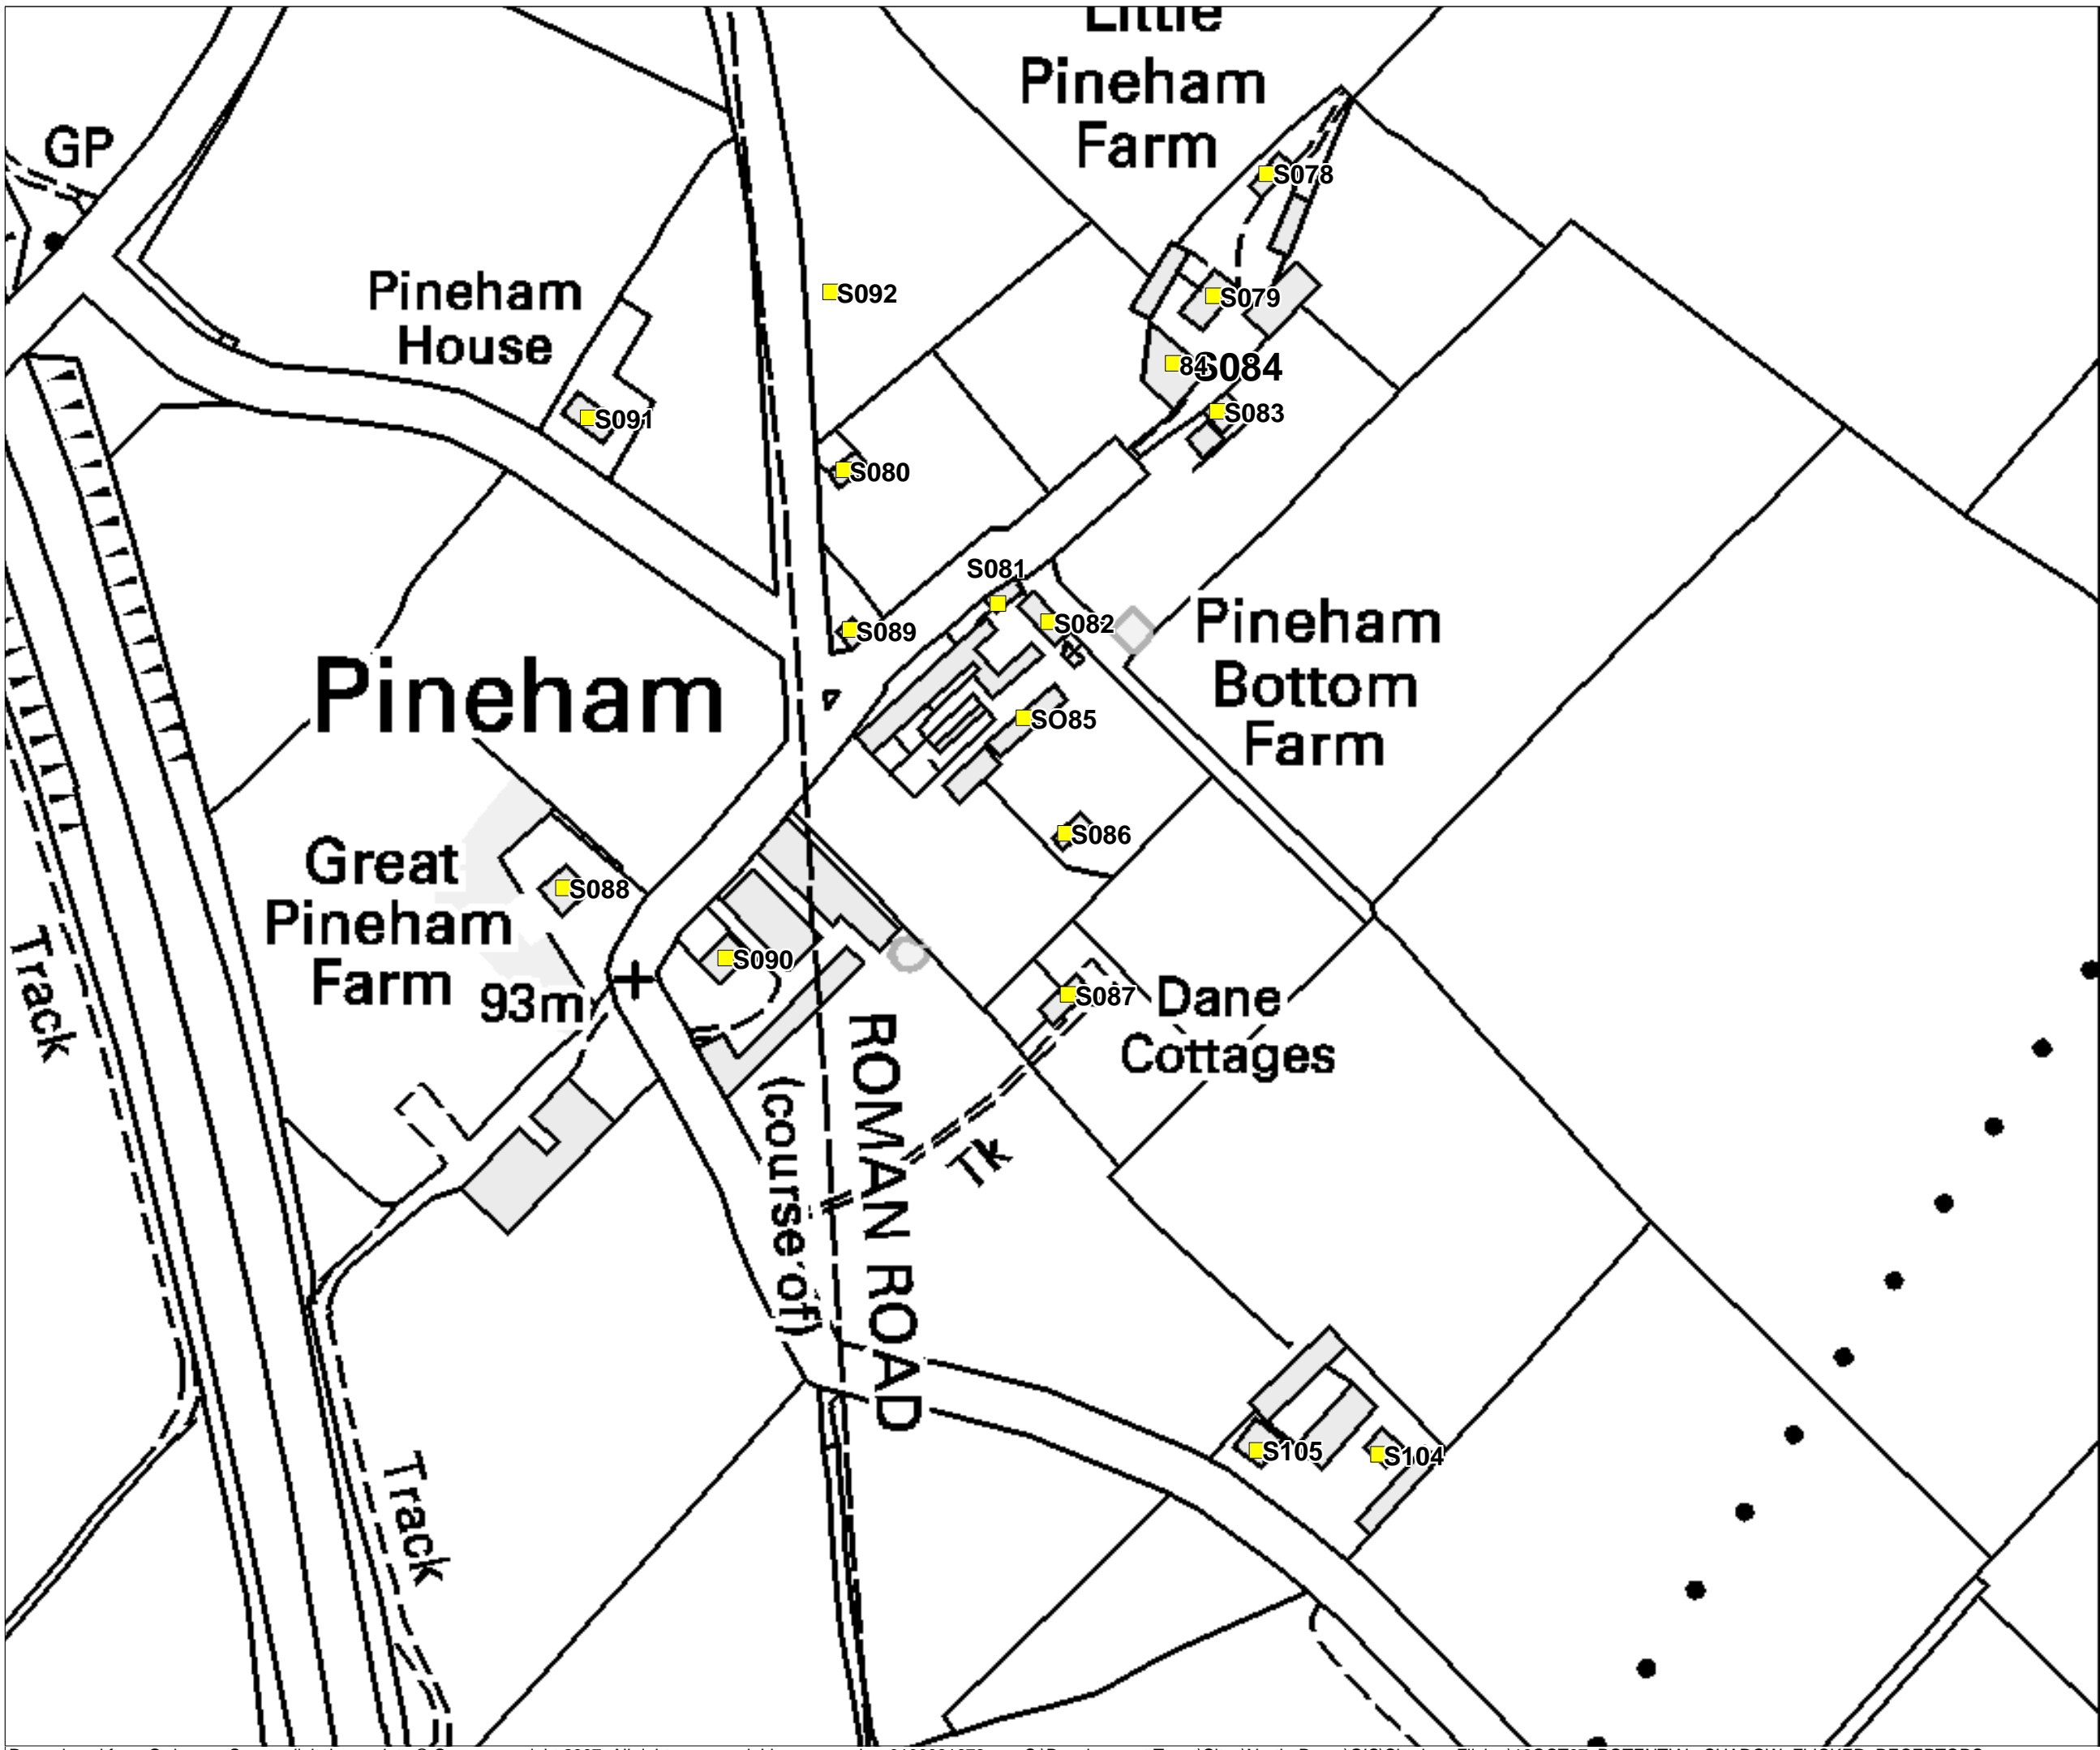 Little
Pineham
Farm
GP
S078
Pineham
House
S092
S079
84
S084
S091
S083
S080
S081
S089
S082
Pineham
Bottom
Farm
Pineham
SO85
S086
Great
Pineham
Farm
S088
93m
S090
S087
Dane
Cottages
Track
ROMAN ROAD
(course of)
Tk
S105
S104
Track